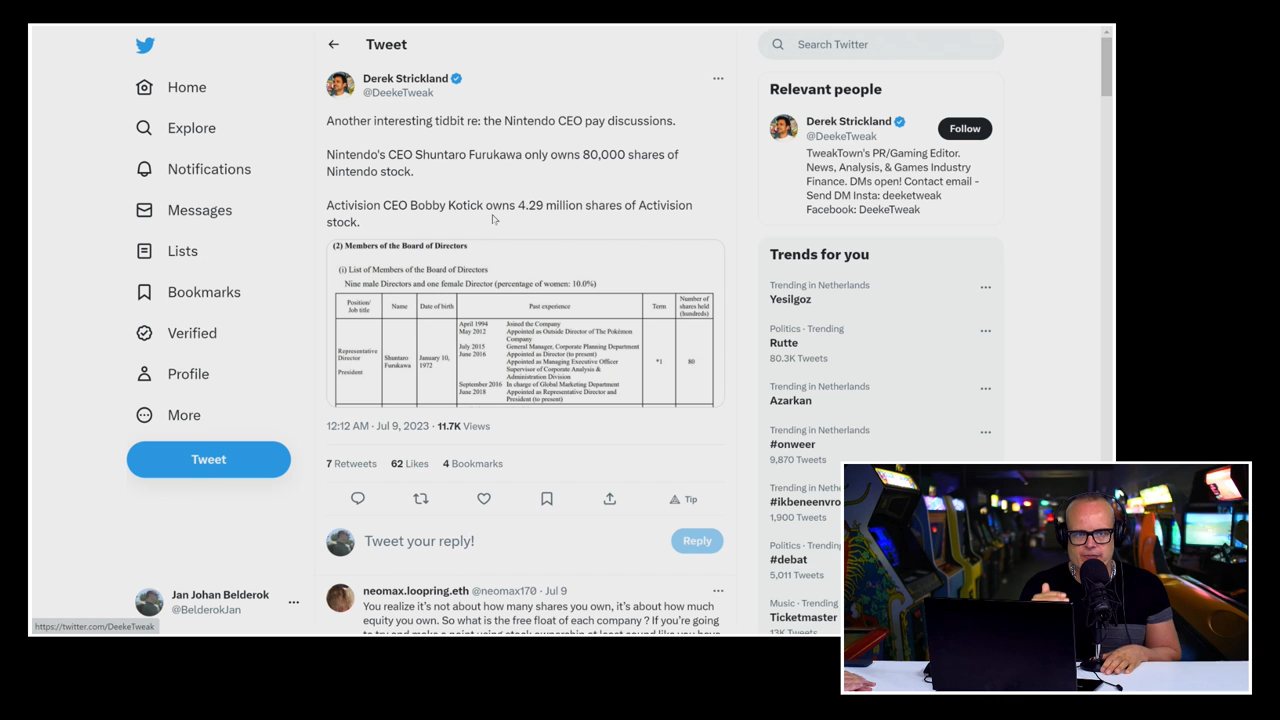 Home
Explore
Notifications
Messages
Lists
Bookmarks
Verified
Profile
More
Tweet
Jan Johan Belderok
@BelderokJan
https://twitter.com/DeekeTweak
Tweet
Derek Strickland
@DeekeTweak
Another interesting tidbit re: the Nintendo CEO pay discussions.
Nintendo's CEO Shuntaro Furukawa only owns 80,000 shares of
Nintendo stock.
Activision CEO Bobby Kotick owns 4.29 million shares of Activision
stock.
(2) Members of the Board of Directors
(i) List of Members of the Board of Directors
Nine male Directors and one female Director (percentage of women: 10.0%)
Position/
Job title
Name
Date of birth
Past experience
Term
Number of
shares held
(hundreds)
Representative
Director
President
Shuntaro
Furukawa
January 10,
1972
April 1994 Joined the Company
May 2012 Appointed as Outside Director of The Pokémon
Company
July 2015 General Manager, Corporate Planning Department
June 2016 Appointed as Director (to present)
Appointed as Managing Executive Officer
Supervisor of Corporate Analysis &
Administration Division
September 2016 In charge of Global Marketing Department
June 2018 Appointed as Representative Director and
President (to present)
*1
80
12:12 AM · Jul 9, 2023 · 11.7K Views
7 Retweets 62 Likes 4 Bookmarks
Tip
Tweet your reply!
Reply
neomax.loopring.eth @neomax170 · Jul 9
You realize it's not about how many shares you own, it's about how much
equity you own. So what is the free float of each company ? If you're going
Search Twitter
Relevant people
Derek Strickland
@DeekeTweak
Follow
TweakTown's PR/Gaming Editor.
News, Analysis, & Games Industry
Finance. DMs open! Contact email -
Send DM Insta: deeketweak
Facebook: DeekeTweak
Trends for you
Trending in Netherlands
Yesilgoz
Politics · Trending
Rutte
80.3K Tweets
Trending in Netherlands
Azarkan
Trending in Netherlands
#onweer
9,870 Tweets
Trending in Ne
#ikbeneenvro
1,900 Tweets
Politics · Trending
#debat
5,011 Tweets
Music · Trending
Ticketmaster
13K Tweets